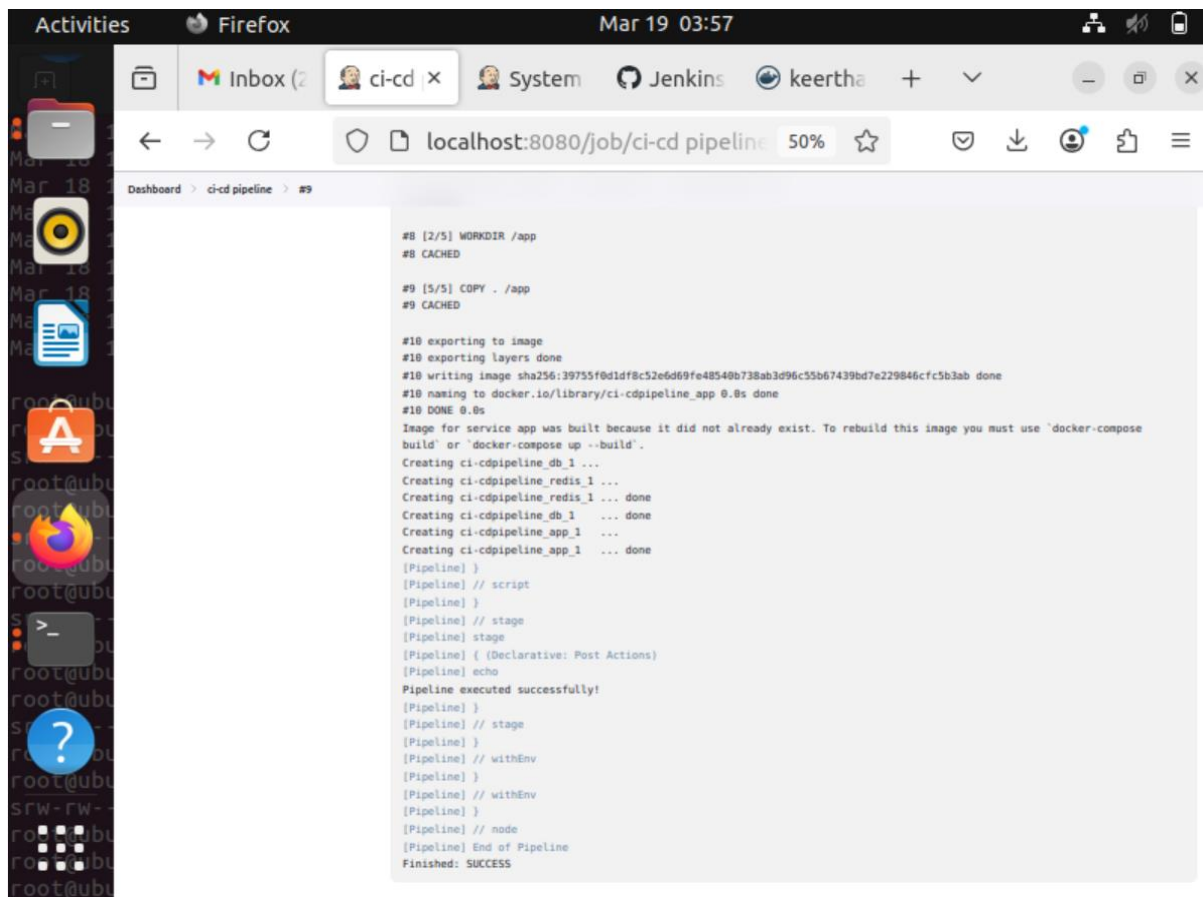 Activities Firefox Mar 19 03:57
Inbox (2 ci-cd System Jenkins keertha
localhost:8080/job/ci-cd pipeline 50%
Dashboard > ci-cd pipeline > #9
#8 [2/5] WORKDIR /app
#8 CACHED
#9 [5/5] COPY . /app
#9 CACHED
#10 exporting to image
#10 exporting layers done
#10 writing image sha256:39755f0d1df8c52e6d69fe48540b738ab3d96c55b67439bd7e229846cfc5b3ab done
#10 naming to docker.io/library/ci-cdpipeline_app 0.0s done
#10 DONE 0.0s
Image for service app was built because it did not already exist. To rebuild this image you must use `docker-compose
build` or `docker-compose up --build`.
Creating ci-cdpipeline_db_1 ...
Creating ci-cdpipeline_redis_1 ...
Creating ci-cdpipeline_redis_1 ... done
Creating ci-cdpipeline_db_1 ... done
Creating ci-cdpipeline_app_1 ...
Creating ci-cdpipeline_app_1 ... done
[Pipeline] }
[Pipeline] // script
[Pipeline] }
[Pipeline] // stage
[Pipeline] stage
[Pipeline] { (Declarative: Post Actions)
[Pipeline] echo
Pipeline executed successfully!
[Pipeline] }
[Pipeline] // stage
[Pipeline] }
[Pipeline] // withEnv
[Pipeline] }
[Pipeline] // withEnv
[Pipeline] }
[Pipeline] // node
[Pipeline] End of Pipeline
Finished: SUCCESS